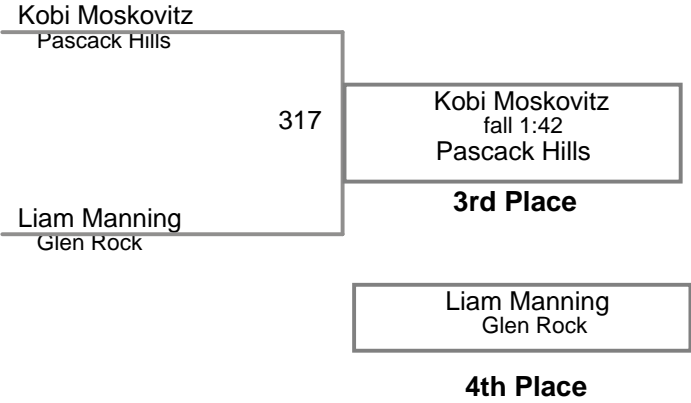 Kobi Moskovitz
Pascack Hills
317
Kobi Moskovitz
fall 1:42
Pascack Hills
3rd Place
Liam Manning
Glen Rock
Liam Manning
Glen Rock
4th Place